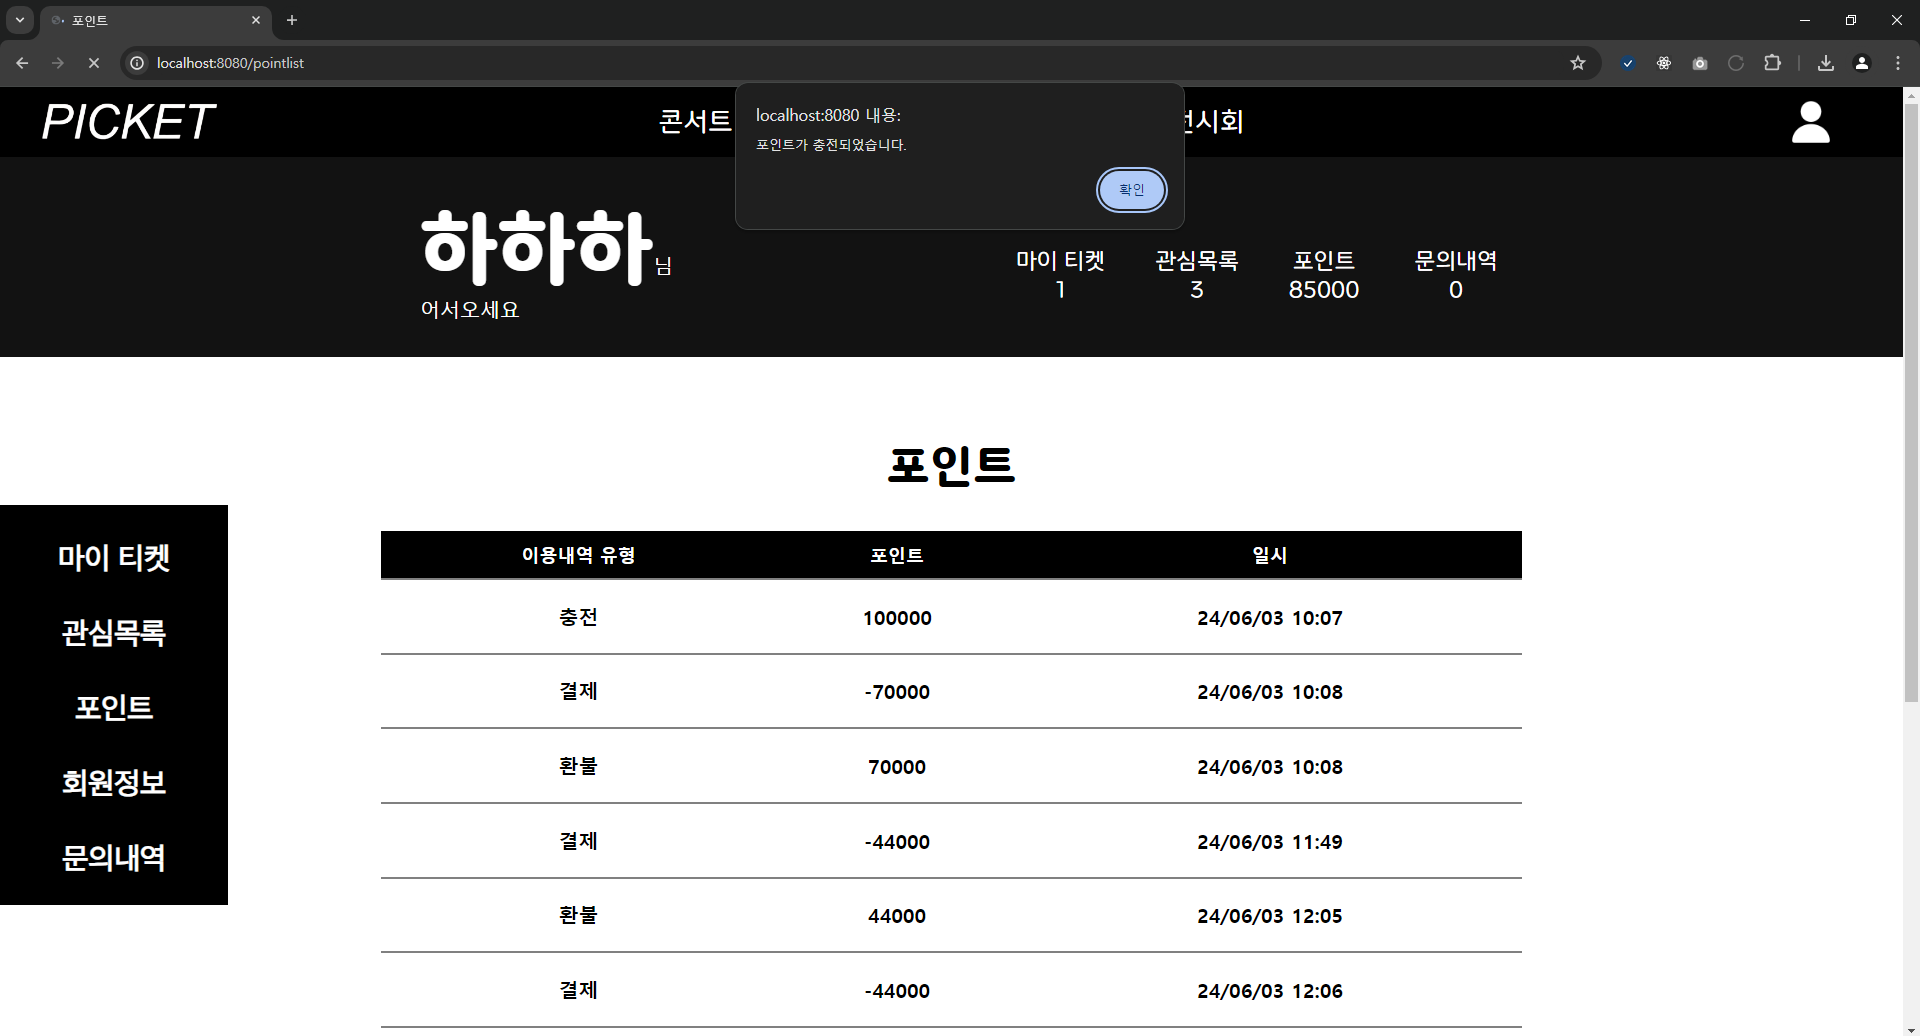 포인트
localhost:8080/pointlist
PICKET
콘서트
전시회
localhost:8080 내용:
포인트가 충전되었습니다.
확인
하하하님
어서오세요
마이 티켓 관심목록 포인트 문의내역
1 3 85000 0
포인트
마이 티켓
관심목록
포인트
회원정보
문의내역
이용내역 유형 포인트 일시
충전 100000 24/06/03 10:07
결제 -70000 24/06/03 10:08
환불 70000 24/06/03 10:08
결제 -44000 24/06/03 11:49
환불 44000 24/06/03 12:05
결제 -44000 24/06/03 12:06